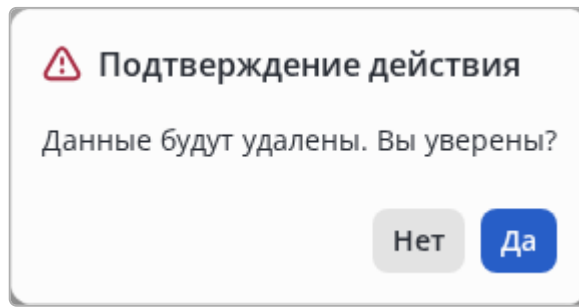 Подтверждение действия
Данные будут удалены. Вы уверены?
Нет Да